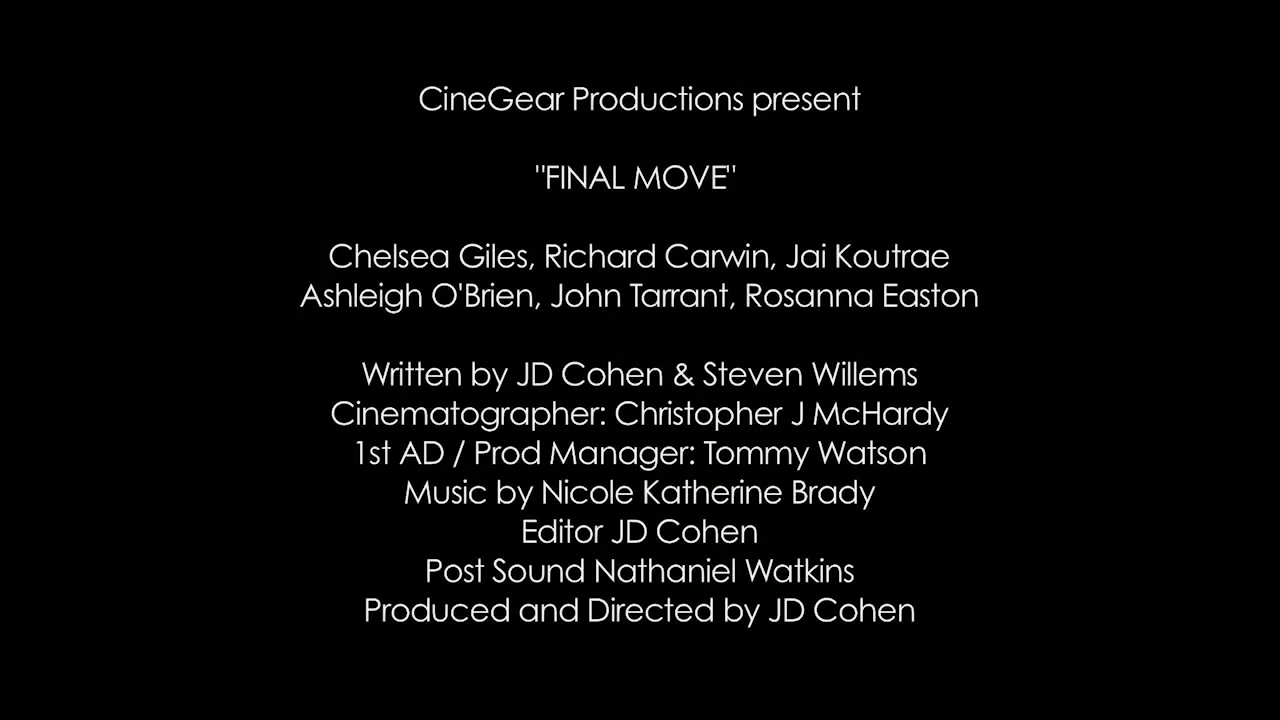 CineGear Productions present
"FINAL MOVE"
Chelsea Giles, Richard Carwin, Jai Koutrae
Ashleigh O'Brien, John Tarrant, Rosanna Easton
Written by JD Cohen & Steven Willems
Cinematographer: Christopher J McHardy
1st AD / Prod Manager: Tommy Watson
Music by Nicole Katherine Brady
Editor JD Cohen
Post Sound Nathaniel Watkins
Produced and Directed by JD Cohen